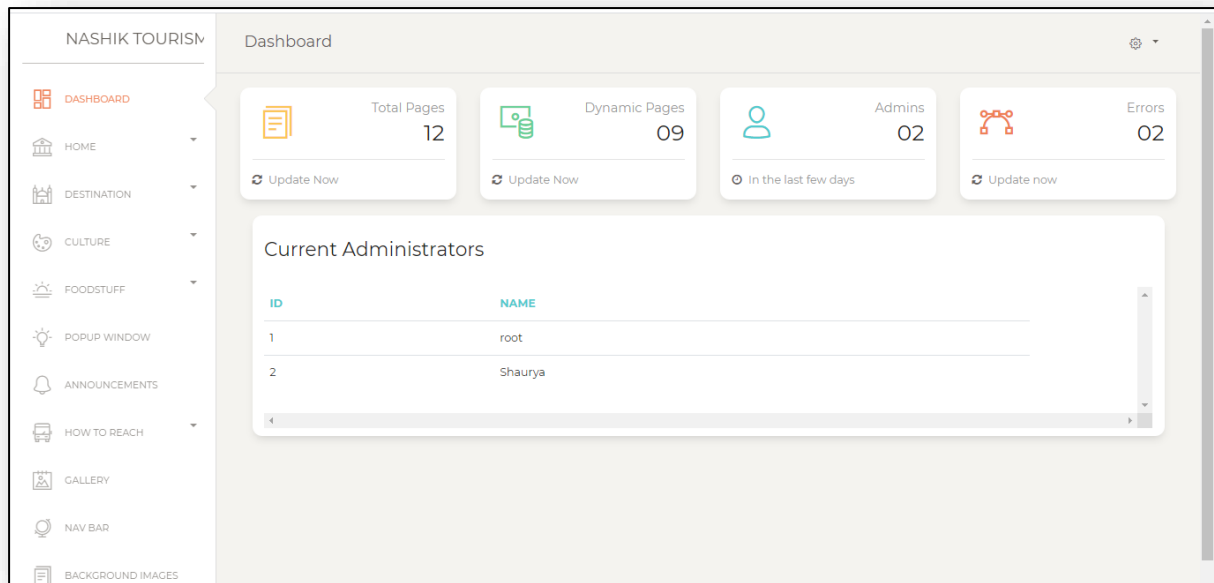 NASHIK TOURISM
DASHBOARD
HOME
DESTINATION
CULTURE
FOODSTUFF
POPUP WINDOW
ANNOUNCEMENTS
HOW TO REACH
GALLERY
NAV BAR
BACKGROUND IMAGES
Dashboard
Total Pages
12
Update Now
Dynamic Pages
09
Update Now
Admins
02
In the last few days
Errors
02
Update now
Current Administrators
ID NAME
1 root
2 Shaurya